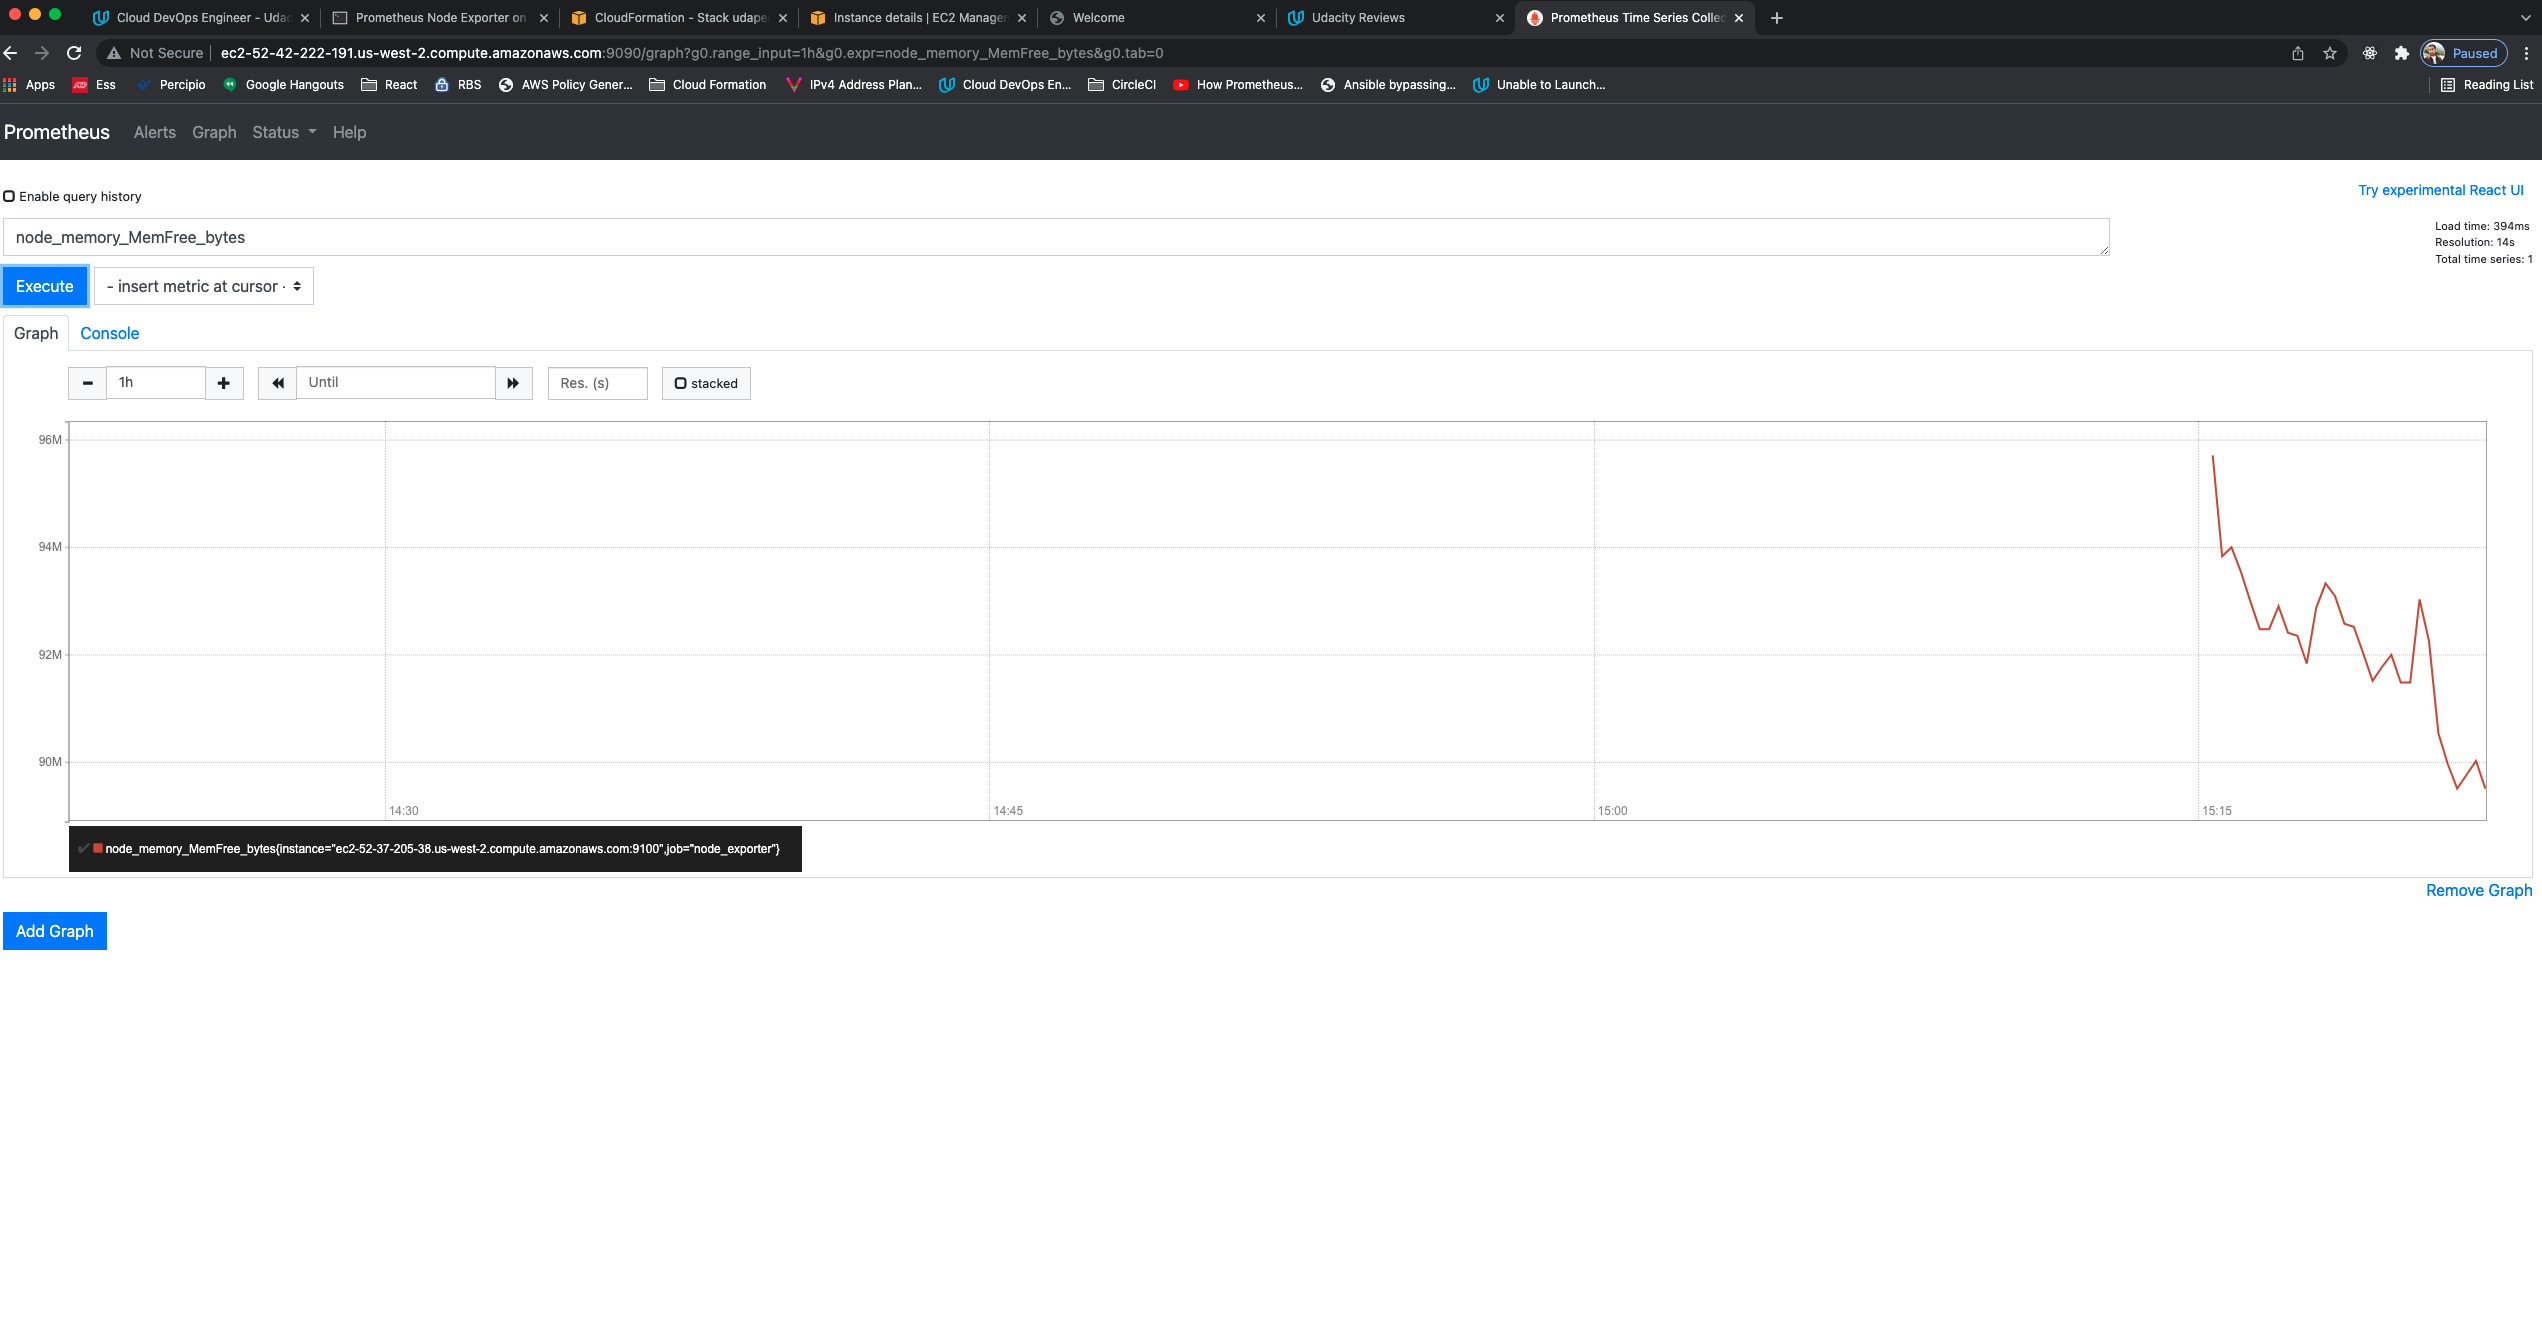 Cloud DevOps Engineer - Udac
Prometheus Node Exporter on
CloudFormation - Stack udape
Instance details | EC2 Manager
Welcome
Udacity Reviews
Prometheus Time Series Collec
Not Secure ec2-52-42-222-191.us-west-2.compute.amazonaws.com:9090/graph?g0.range_input=1h&g0.expr=node_memory_MemFree_bytes&g0.tab=0
Paused
Apps Ess Percipio Google Hangouts React RBS AWS Policy Gener... Cloud Formation IPv4 Address Plan... Cloud DevOps En... CircleCI How Prometheus... Ansible bypassing... Unable to Launch... Reading List
Prometheus Alerts Graph Status Help
Enable query history
Try experimental React UI
node_memory_MemFree_bytes
Load time: 394ms
Resolution: 14s
Total time series: 1
Execute
- insert metric at cursor -
Graph Console
1h Until Res. (s) stacked
96M
94M
92M
90M
14:30 14:45 15:00 15:15
node_memory_MemFree_bytes{instance="ec2-52-37-205-38.us-west-2.compute.amazonaws.com:9100",job="node_exporter"}
Remove Graph
Add Graph